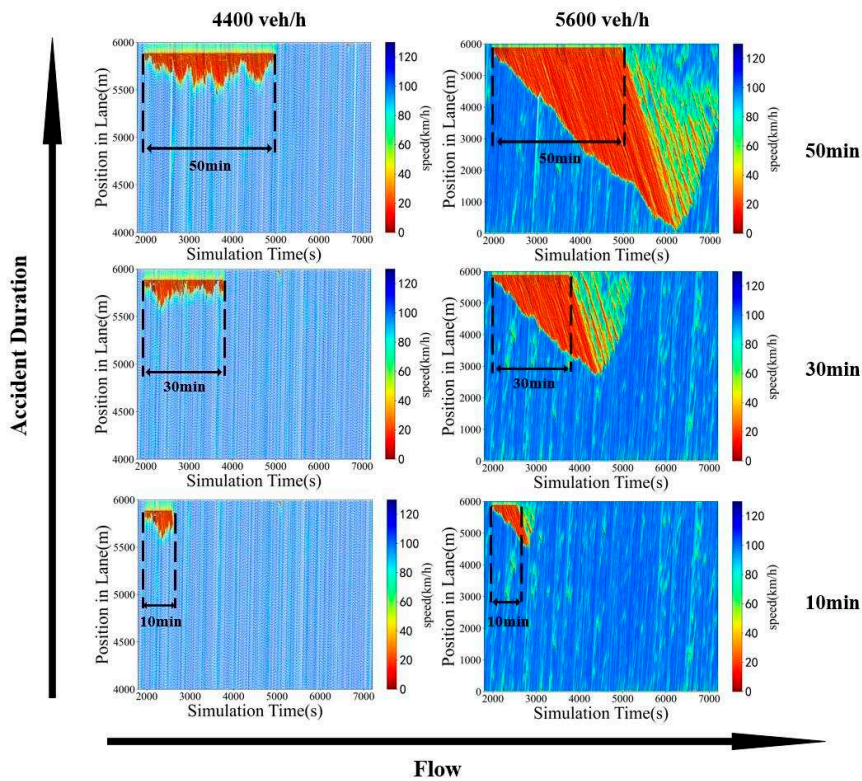 4400 veh/h
5600 veh/h
Accident Duration
Position in Lane(m)
6000
5500
5000
4500
4000
50min
2000 3000 4000 5000 6000 7000
Simulation Time(s)
120
100
80
60
40
20
0
speed(km/h)
Position in Lane(m)
6000
5000
4000
3000
2000
1000
0
50min
2000 3000 4000 5000 6000 7000
Simulation Time(s)
120
100
80
60
40
20
0
speed(km/h)
50min
Position in Lane(m)
6000
5500
5000
4500
4000
30min
2000 3000 4000 5000 6000 7000
Simulation Time(s)
120
100
80
60
40
20
0
speed(km/h)
Position in Lane(m)
6000
5000
4000
3000
2000
1000
0
30min
2000 3000 4000 5000 6000 7000
Simulation Time(s)
120
100
80
60
40
20
0
speed(km/h)
30min
Position in Lane(m)
6000
5500
5000
4500
4000
10min
2000 3000 4000 5000 6000 7000
Simulation Time(s)
120
100
80
60
40
20
0
speed(km/h)
Position in Lane(m)
6000
5000
4000
3000
2000
1000
0
10min
2000 3000 4000 5000 6000 7000
Simulation Time(s)
120
100
80
60
40
20
0
speed(km/h)
10min
Flow